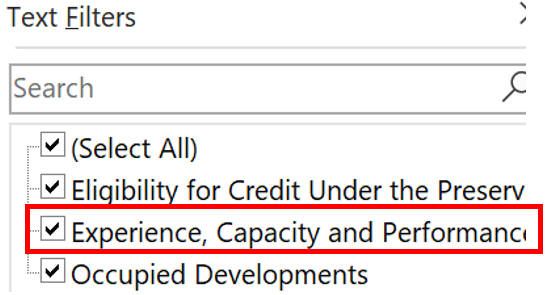 Text Filters
Search
(Select All)
Eligibility for Credit Under the Preserv
Experience, Capacity and Performance
Occupied Developments